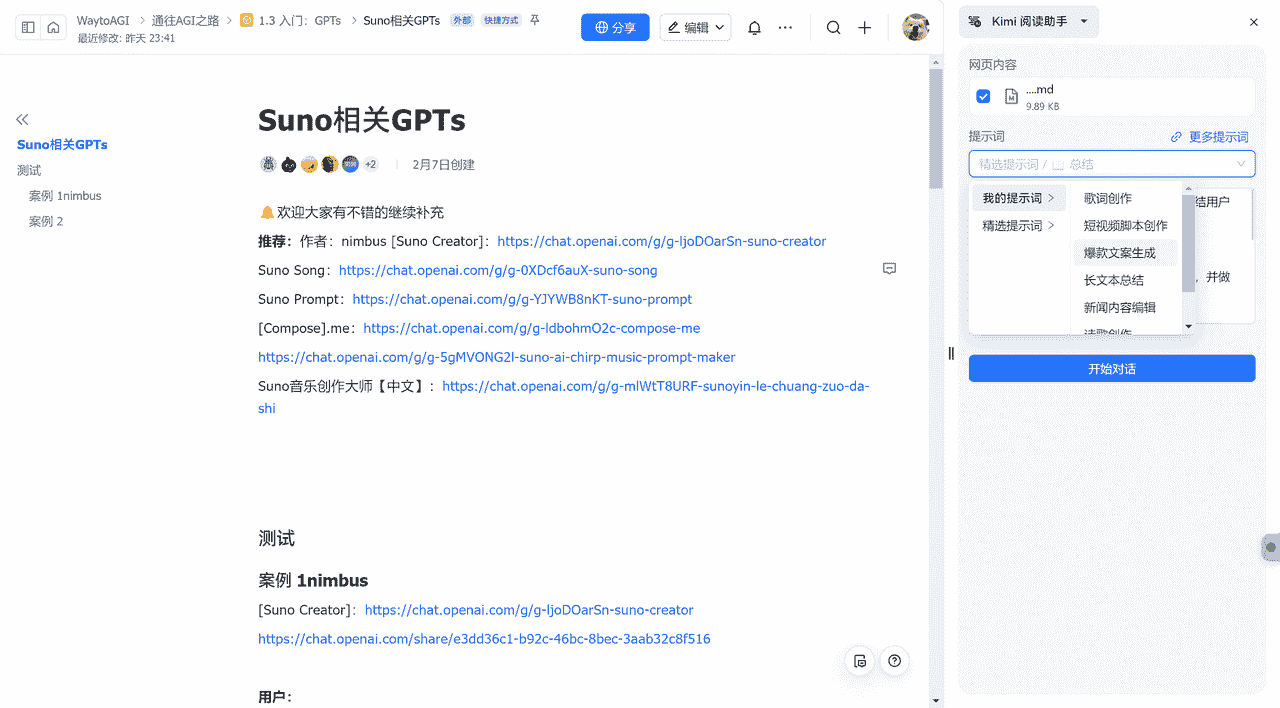 WaytoAGI > 通往AGI之路 > 1.3 入门：GPTs > Suno相关GPTs 外部 快捷方式
最近修改: 昨天 23:41
分享
编辑
Suno相关GPTs
测试
案例 1nimbus
案例 2
Suno相关GPTs
+2
2月7日创建
欢迎大家有不错的继续补充
推荐：作者：nimbus [Suno Creator]：https://chat.openai.com/g/g-ljoDOarSn-suno-creator
Suno Song：https://chat.openai.com/g/g-0XDcf6auX-suno-song
Suno Prompt：https://chat.openai.com/g/g-YJYWB8nKT-suno-prompt
[Compose].me：https://chat.openai.com/g/g-ldbohmO2c-compose-me
https://chat.openai.com/g/g-5gMVONG2l-suno-ai-chirp-music-prompt-maker
Suno音乐创作大师【中文】：https://chat.openai.com/g/g-mlWtT8URF-sunoyin-le-chuang-zuo-da-
shi
测试
案例 1nimbus
[Suno Creator]：https://chat.openai.com/g/g-ljoDOarSn-suno-creator
https://chat.openai.com/share/e3dd36c1-b92c-46bc-8bec-3aab32c8f516
用户：
Kimi 阅读助手
网页内容
....md
9.89 KB
提示词
更多提示词
精选提示词 / 总结
我的提示词 >
精选提示词 >
歌词创作
短视频脚本创作
爆款文案生成
长文本总结
新闻内容编辑
诗歌创作
结用户
，并做
开始对话